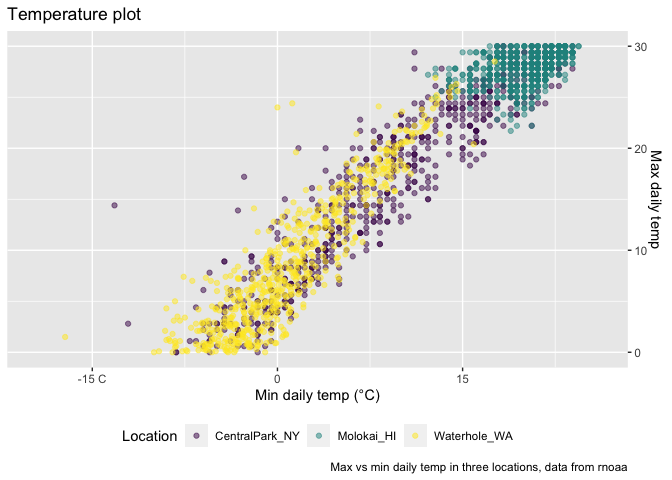 Temperature plot
30
20
10
0
Max daily temp
-15 C
0
15
Min daily temp (°C)
Location
CentralPark_NY
Molokai_HI
Waterhole_WA
Max vs min daily temp in three locations, data from rnoaa